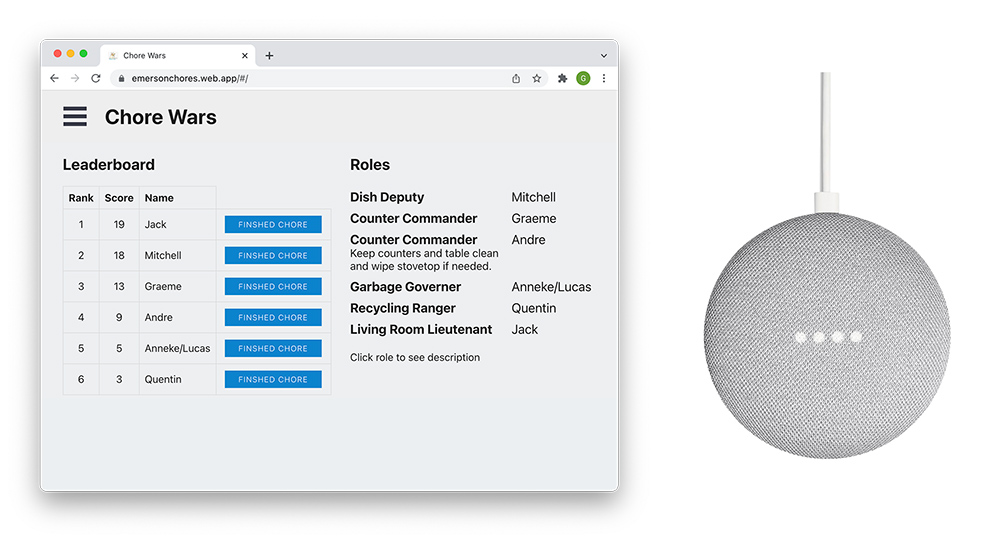 Chore Wars
emersonchores.web.app/#/
G
Chore Wars
Leaderboard
Rank Score Name
1 19 Jack FINSHED CHORE
2 18 Mitchell FINSHED CHORE
3 13 Graeme FINSHED CHORE
4 9 Andre FINSHED CHORE
5 5 Anneke/Lucas FINSHED CHORE
6 3 Quentin FINSHED CHORE
Roles
Dish Deputy Mitchell
Counter Commander Graeme
Counter Commander Andre
Keep counters and table clean
and wipe stovetop if needed.
Garbage Governer Anneke/Lucas
Recycling Ranger Quentin
Living Room Lieutenant Jack
Click role to see description